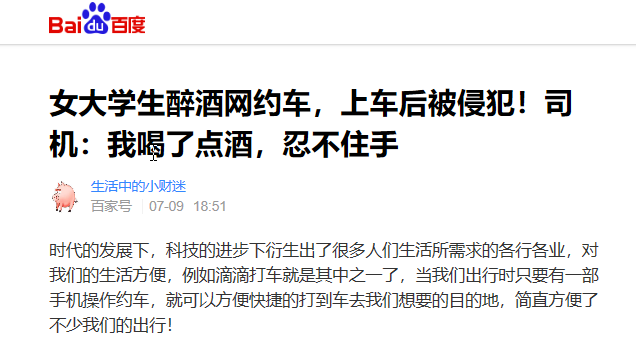 Baidu百度
女大学生醉酒网约车，上车后被侵犯！司
机：我喝了点酒，忍不住手
生活中的小财迷
百家号 07-09 18:51
时代的发展下，科技的进步下衍生出了很多人们生活所需求的各行各业，对
我们的生活方便，例如滴滴打车就是其中之一了，当我们出行时只要有一部
手机操作约车，就可以方便快捷的打到车去我们想要的目的地，简直方便了
不少我们的出行！